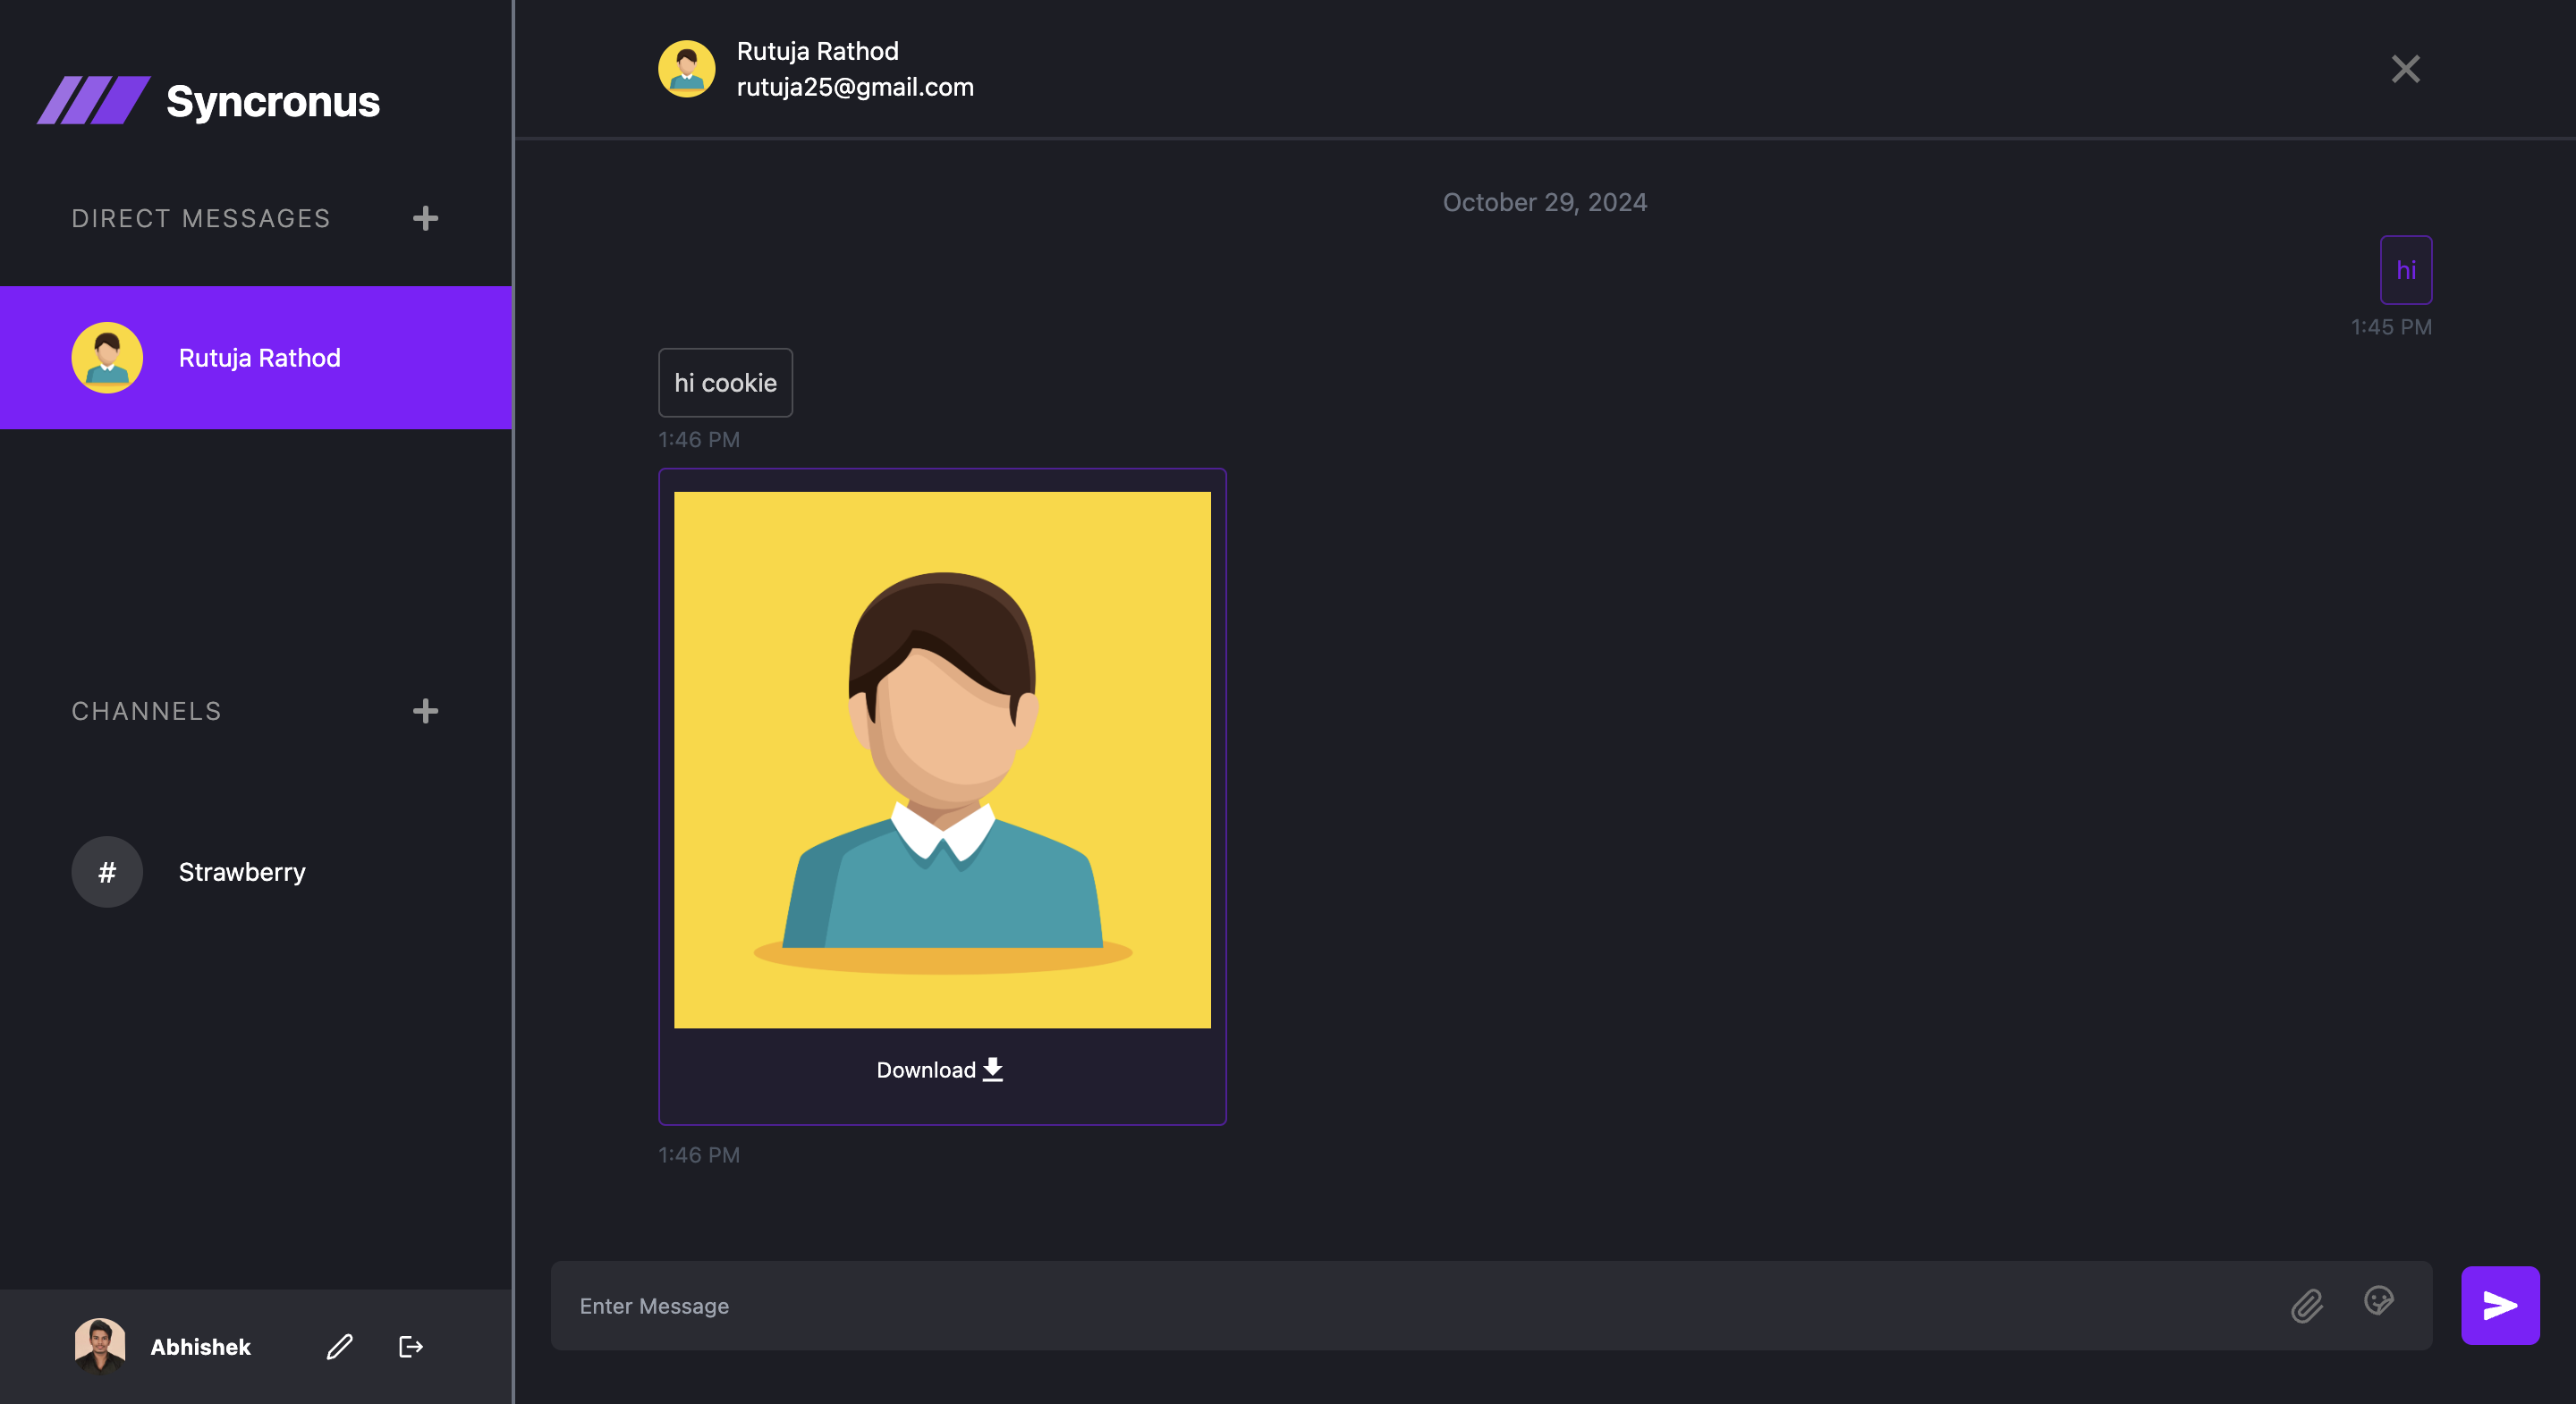 Syncronus
DIRECT MESSAGES
Rutuja Rathod
CHANNELS
#
Strawberry
Abhishek
Rutuja Rathod
rutuja25@gmail.com
October 29, 2024
hi
1:45 PM
hi cookie
1:46 PM
Download
1:46 PM
Enter Message